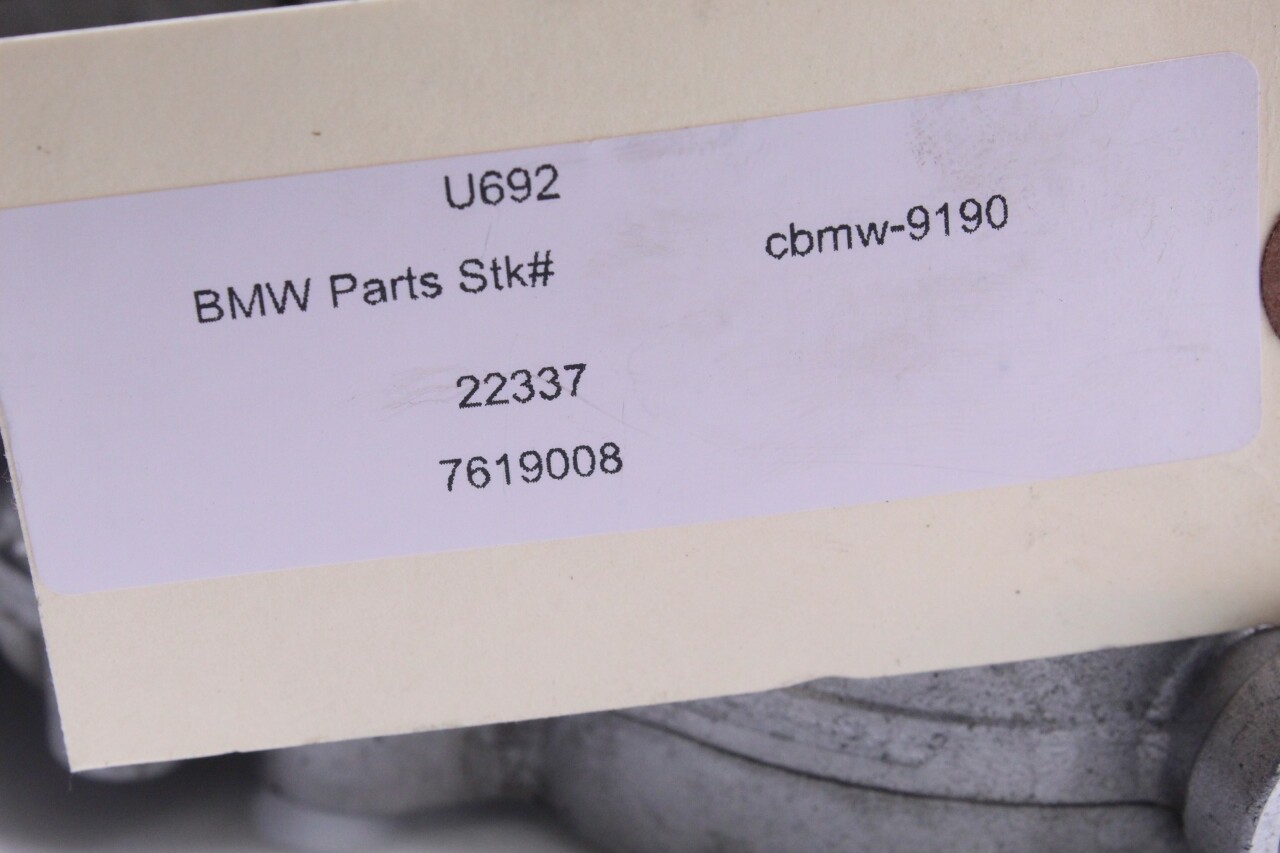 U692
cbmw-9190
BMW Parts Stk#
22337
7619008